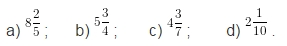 a) 8 2/5 ; b) 5 3/4 ; c) 4 3/7 ; d) 2 1/10 .